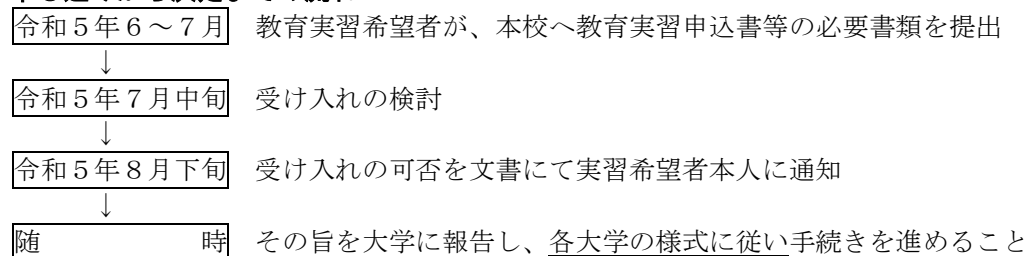 令和５年６～７月　教育実習希望者が、本校へ教育実習申込書等の必要書類を提出
↓
令和５年７月中旬　受け入れの検討
↓
令和５年８月下旬　受け入れの可否を文書にて実習希望者本人に通知
↓
随　　　　　　時　その旨を大学に報告し、各大学の様式に従い手続きを進めること